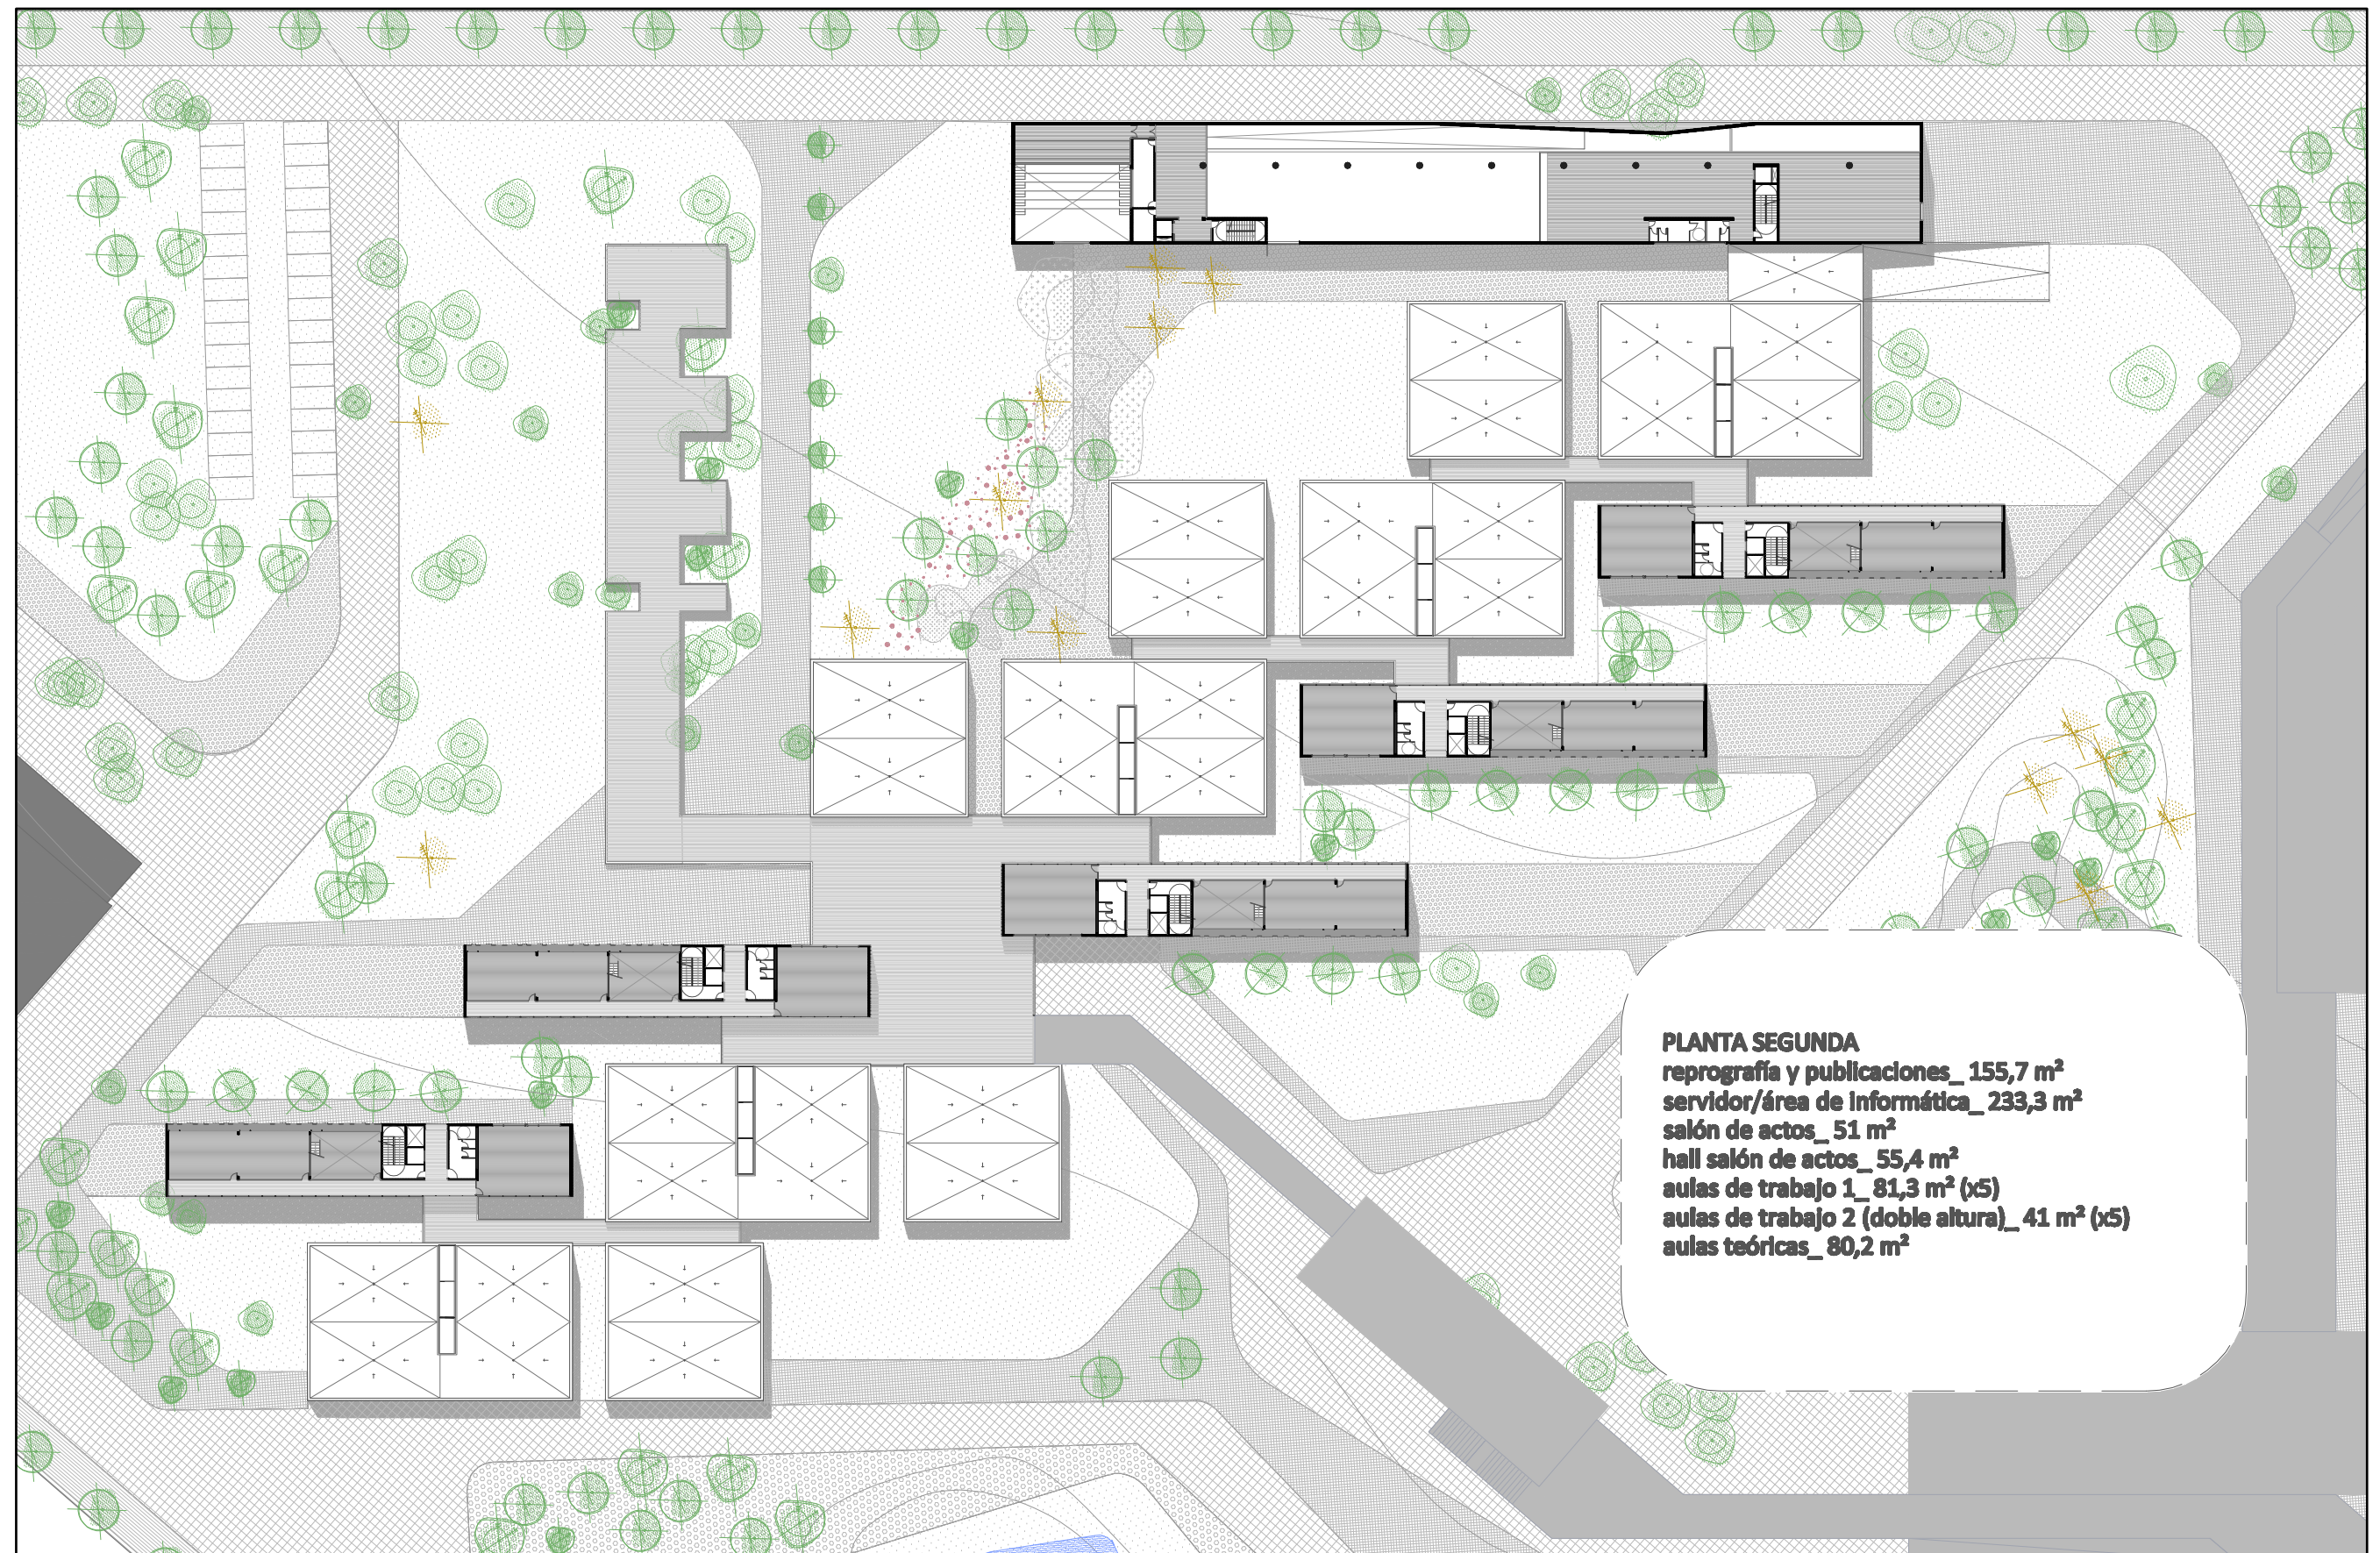 PLANTA SEGUNDA
reprografía y publicaciones_ 155,7 m²
servidor/área de informática_ 233,3 m²
salón de actos_ 51 m²
hall salón de actos_ 55,4 m²
aulas de trabajo 1_ 81,3 m² (x5)
aulas de trabajo 2 (doble altura)_ 41 m² (x5)
aulas teóricas_ 80,2 m²